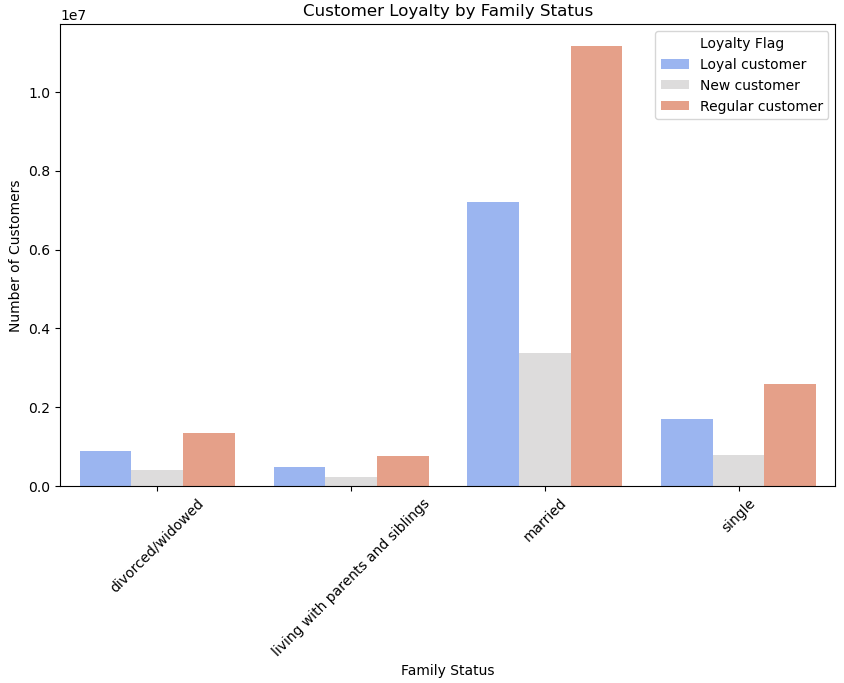 Customer Loyalty by Family Status
1e7
Loyalty Flag
Loyal customer
New customer
Regular customer
1.0
0.8
0.6
0.4
0.2
0.0
Number of Customers
divorced/widowed
living with parents and siblings
married
single
Family Status